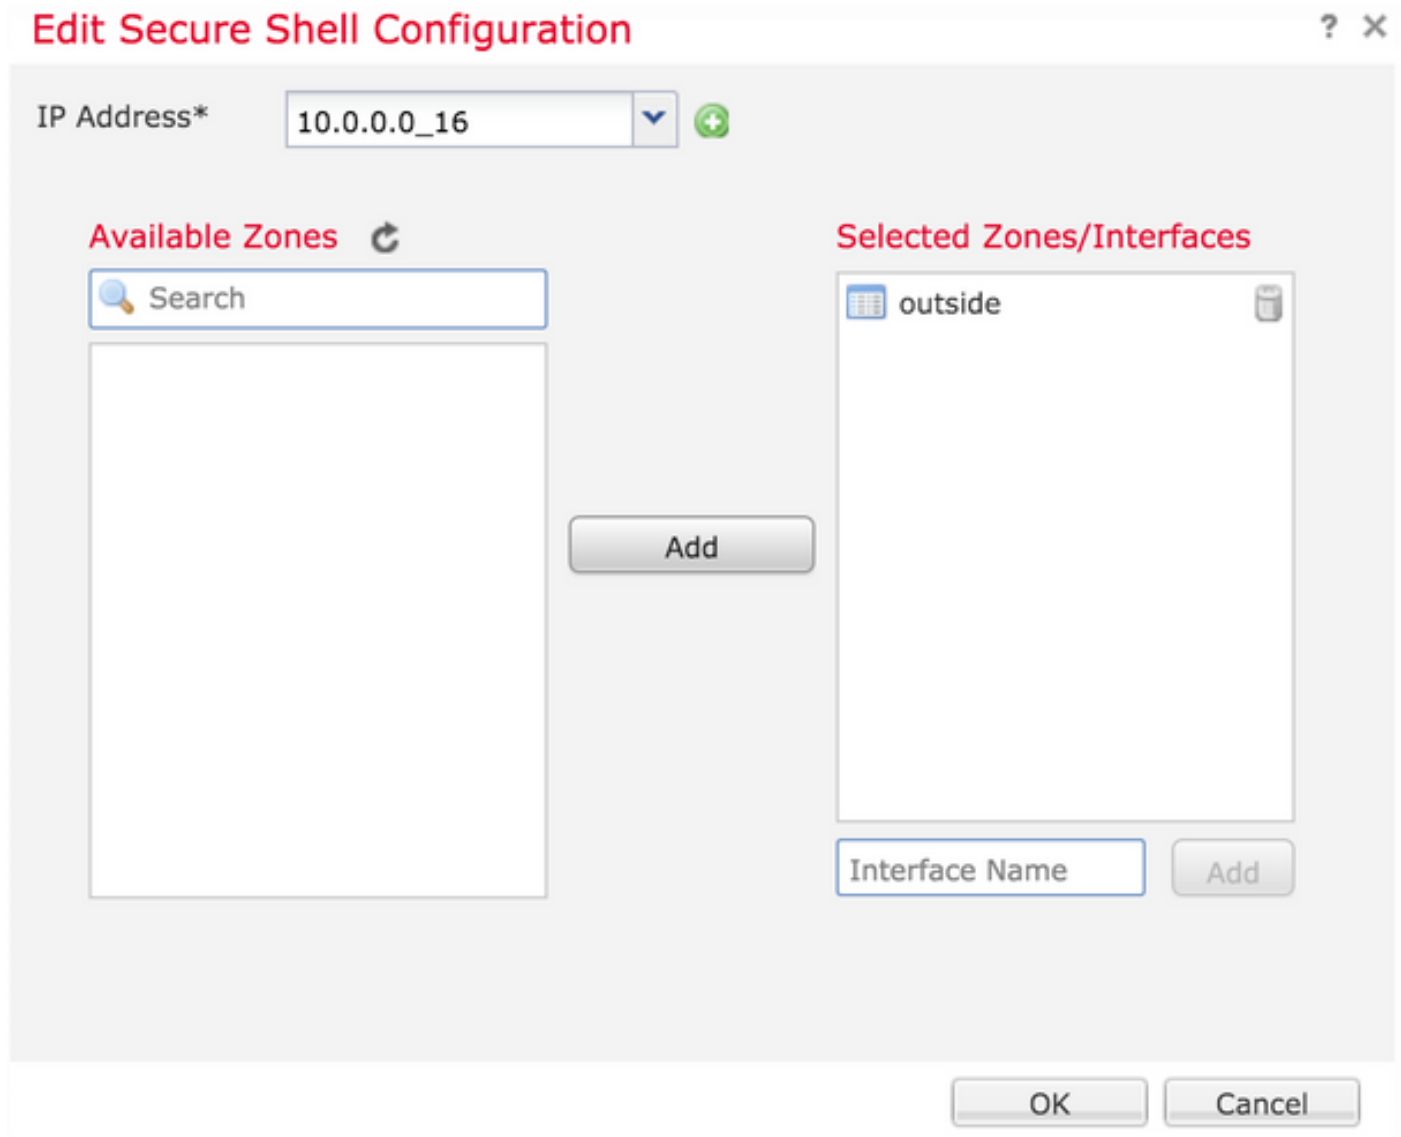 Edit Secure Shell Configuration ?
IP Address* 10.0.0.0_16
Available Zones
Search
Add
Selected Zones/Interfaces
outside
Interface Name Add
OK Cancel